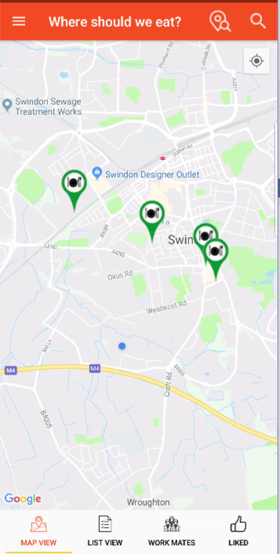 Where should we eat?
Swindon Sewage
Treatment Works
Swindon Designer Outlet
Swin
Okus Rd
Westlecot Rd
M4
M4
Croft Rd
B4005
Google
Wroughton
MAP VIEW
LIST VIEW
WORK MATES
LIKED